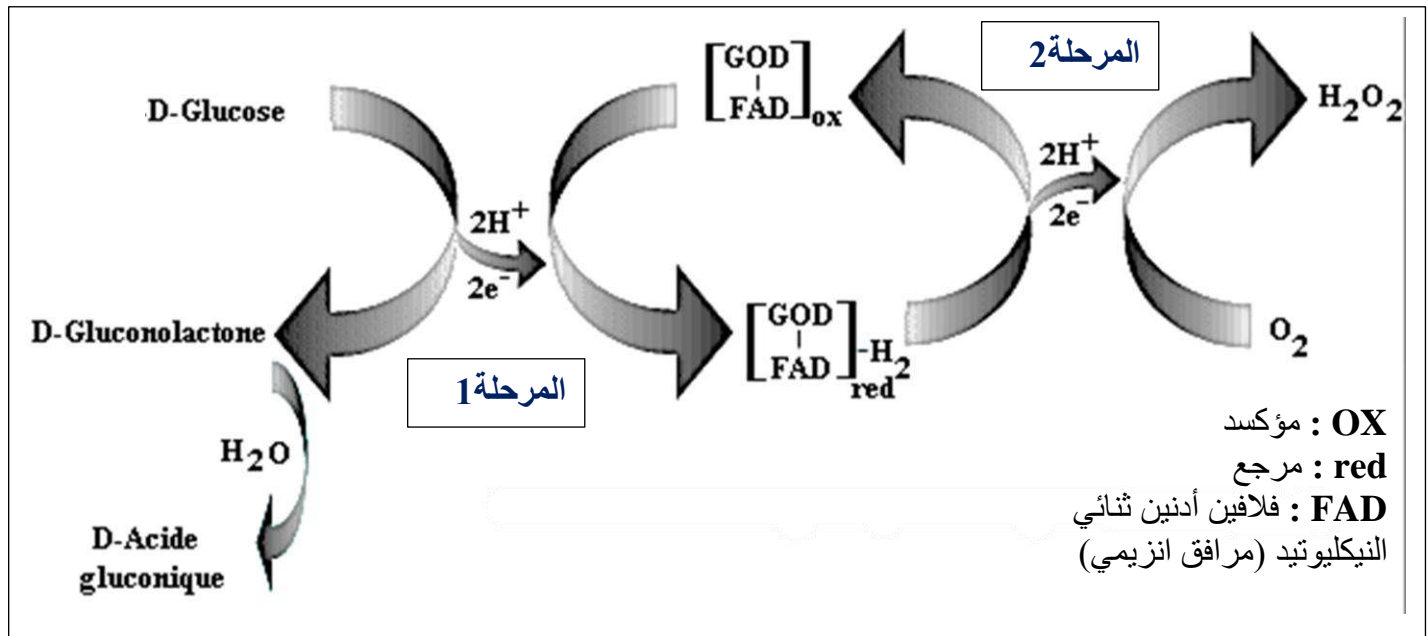 المرحلة2
[GOD
FAD]ox
D-Glucose
H2O2
2H+
2e-
2H+
2e-
D-Gluconolactone
[GOD
FAD]-H2
red
O2
المرحلة1
H2O
D-Acide
gluconique
OX : مؤكسد
red : مرجع
FAD : فلافين أدنين ثنائي
النيكليوتيد (مرافق انزيمي)